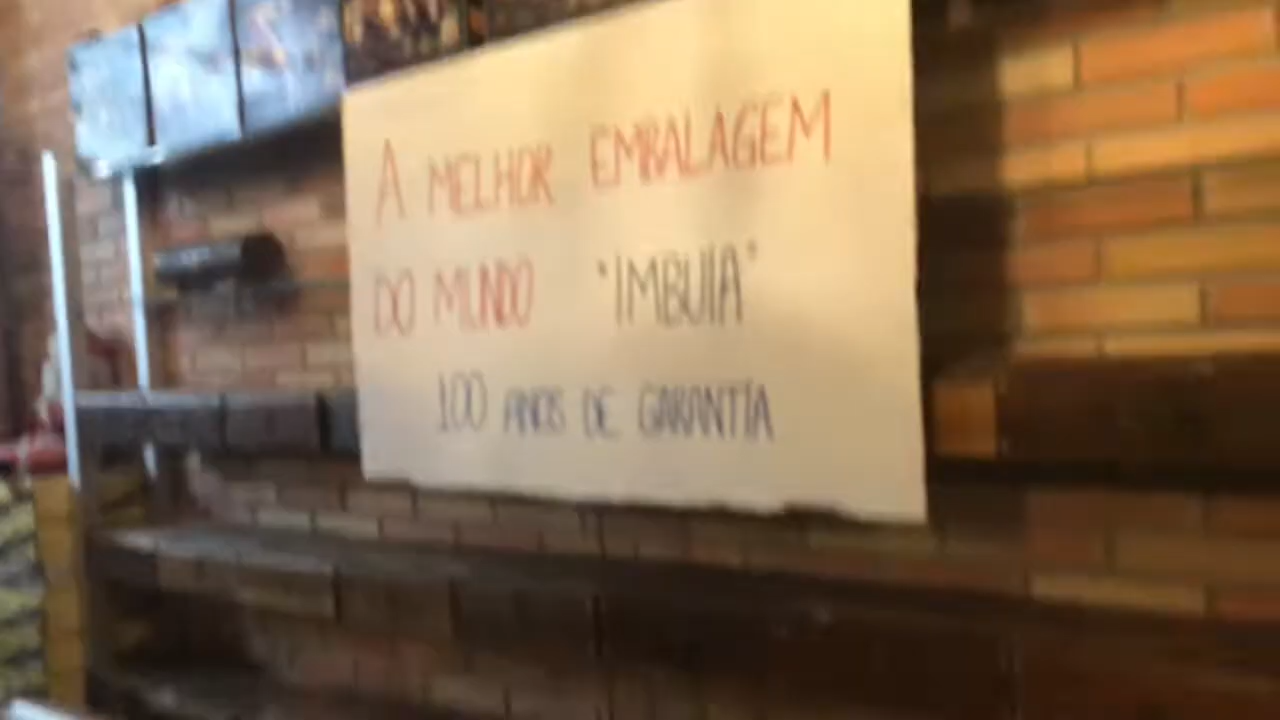 A MELHOR EMBALAGEM
DO MUNDO "IMBUIA"
100 ANOS DE GARANTIA